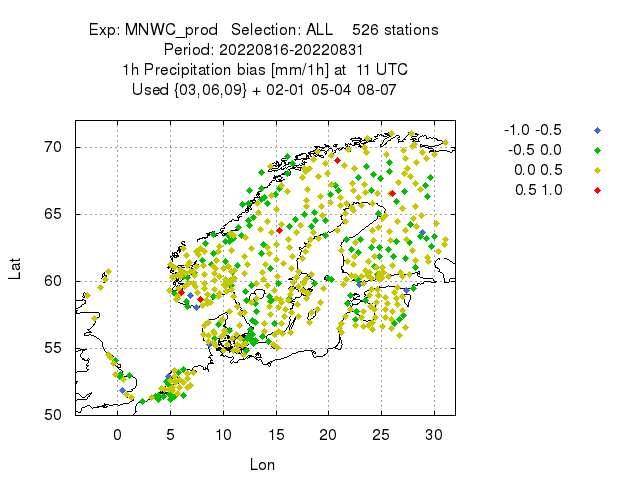 Exp: MNWC_prod   Selection: ALL    526 stations
Period: 20220816-20220831
1h Precipitation bias [mm/1h] at  11 UTC
Used {03,06,09} + 02-01 05-04 08-07
-1.0 -0.5
-0.5 0.0
0.0 0.5
0.5 1.0
70
65
60
55
50
Lat
0 5 10 15 20 25 30
Lon